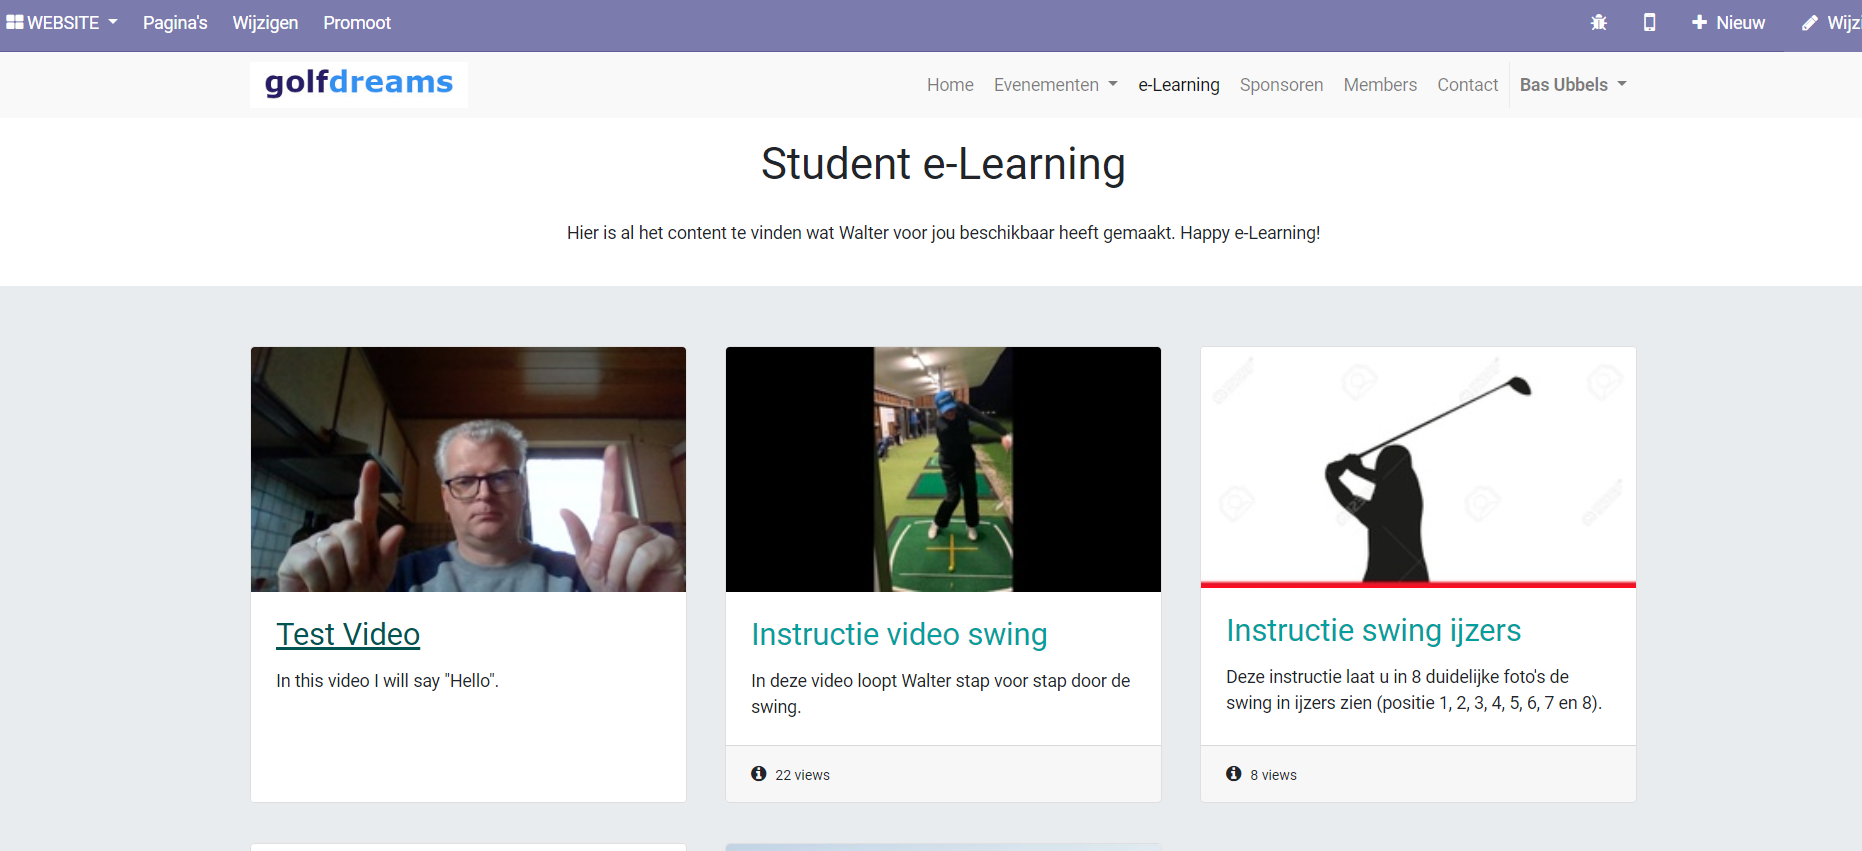 WEBSITE Pagina's Wijzigen Promoot Nieuw
golfdreams Home Evenementen e-Learning Sponsoren Members Contact Bas Ubbels
Student e-Learning
Hier is al het content te vinden wat Walter voor jou beschikbaar heeft gemaakt. Happy e-Learning!
Test Video
In this video I will say "Hello".
Instructie video swing
In deze video loopt Walter stap voor stap door de
swing.
22 views
Instructie swing ijzers
Deze instructie laat u in 8 duidelijke foto's de
swing in ijzers zien (positie 1, 2, 3, 4, 5, 6, 7 en 8).
8 views